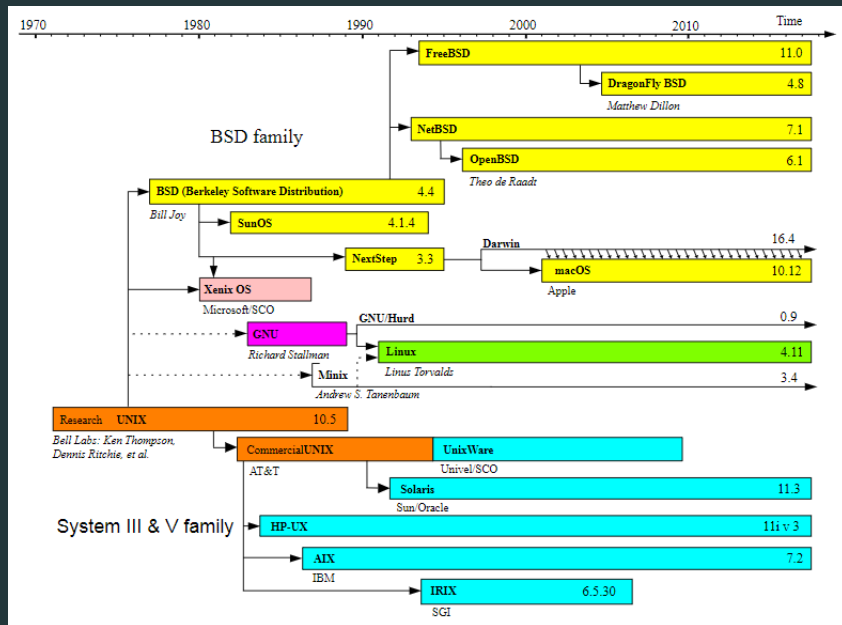 1970 1980 1990 2000 2010 Time
FreeBSD 11.0
DragonFly BSD 4.8
Matthew Dillon
BSD family
NetBSD 7.1
OpenBSD 6.1
Theo de Raadt
BSD (Berkeley Software Distribution) 4.4
Bill Joy
SunOS 4.1.4
Darwin 16.4
NextStep 3.3
macOS 10.12
Apple
Xenix OS
Microsoft/SCO
GNU/Hurd 0.9
GNU
Richard Stallman
Linux 4.11
Linus Torvalds
Minix 3.4
Andrew S. Tanenbaum
Research UNIX 10.5
Bell Labs: Ken Thompson,
Dennis Ritchie, et al.
CommercialUNIX UnixWare
AT&T Univel/SCO
Solaris 11.3
Sun/Oracle
System III & V family
HP-UX 11i v 3
AIX 7.2
IBM
IRIX 6.5.30
SGI